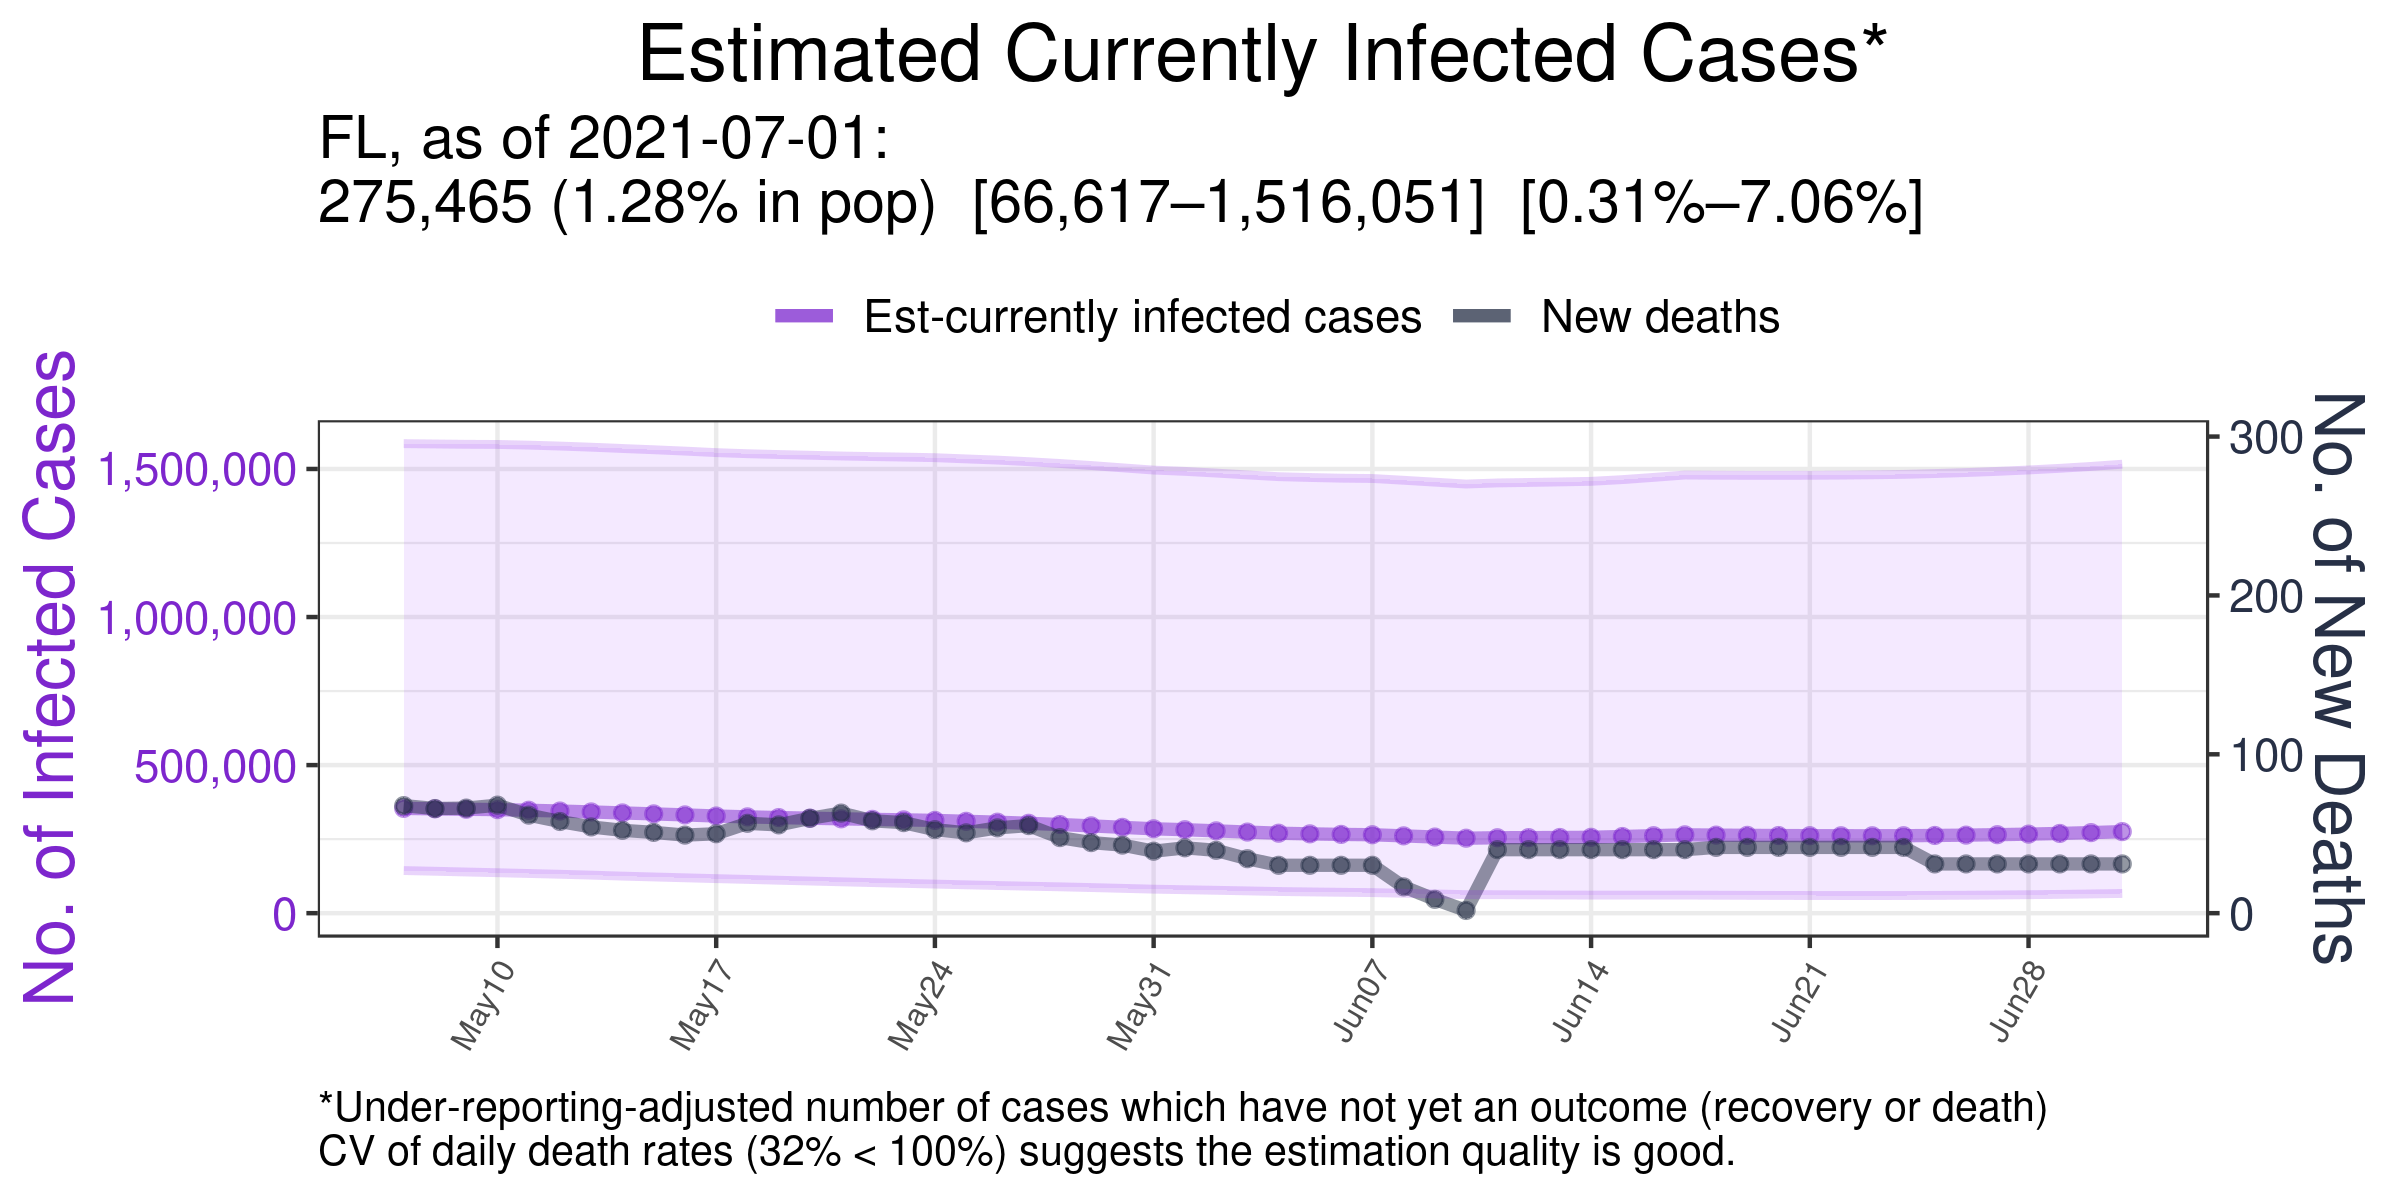 Estimated Currently Infected Cases*
FL, as of 2021-07-01:
275,465 (1.28% in pop)  [66,617–1,516,051]  [0.31%–7.06%]
Est-currently infected cases
New deaths
No. of Infected Cases
1,500,000
1,000,000
500,000
0
300
200
100
0
No. of New Deaths
May10
May17
May24
May31
Jun07
Jun14
Jun21
Jun28
*Under-reporting-adjusted number of cases which have not yet an outcome (recovery or death)
CV of daily death rates (32% < 100%) suggests the estimation quality is good.